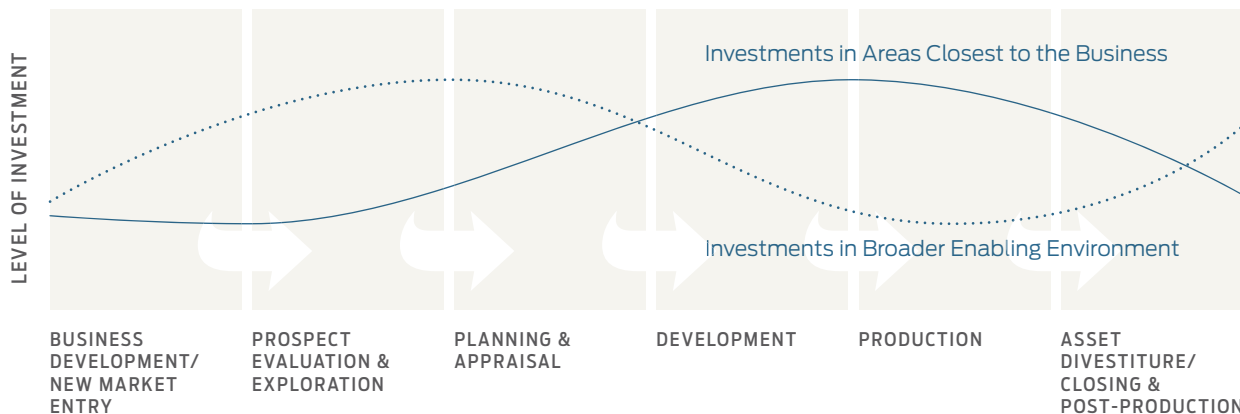 LEVEL OF INVESTMENT
Investments in Areas Closest to the Business
Investments in Broader Enabling Environment
BUSINESS
DEVELOPMENT/
NEW MARKET
ENTRY
PROSPECT
EVALUATION &
EXPLORATION
PLANNING &
APPRAISAL
DEVELOPMENT
PRODUCTION
ASSET
DIVESTITURE/
CLOSING &
POST-PRODUCTION